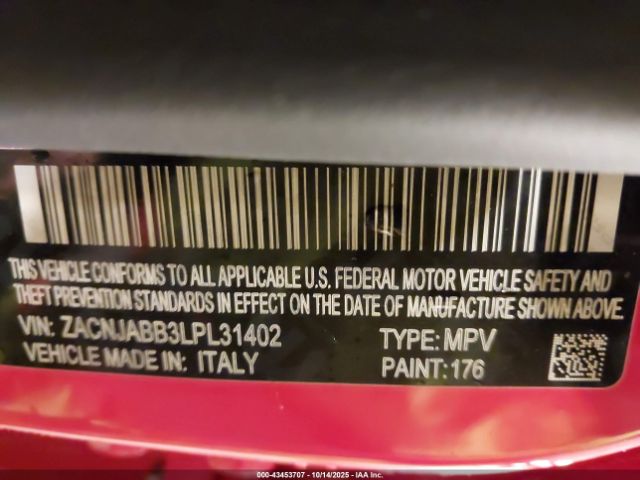 THIS VEHICLE CONFORMS TO ALL APPLICABLE U.S. FEDERAL MOTOR VEHICLE SAFETY AND
THEFT PREVENTION STANDARDS IN EFFECT ON THE DATE OF MANUFACTURE SHOWN ABOVE.
VIN: ZACNJABB3LPL31402 TYPE: MPV
VEHICLE MADE IN: ITALY PAINT: 176
000-43453707 - 10/14/2025 - IAA Inc.